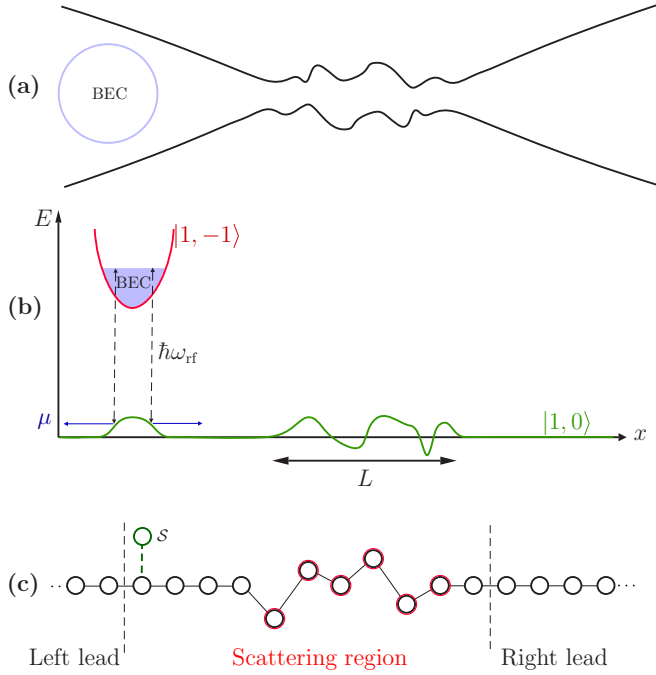 (a)
BEC
E
|1, −1⟩
BEC
(b)
ℏω_rf
μ
|1, 0⟩
x
L
S
(c)
··
···
Left lead
Scattering region
Right lead